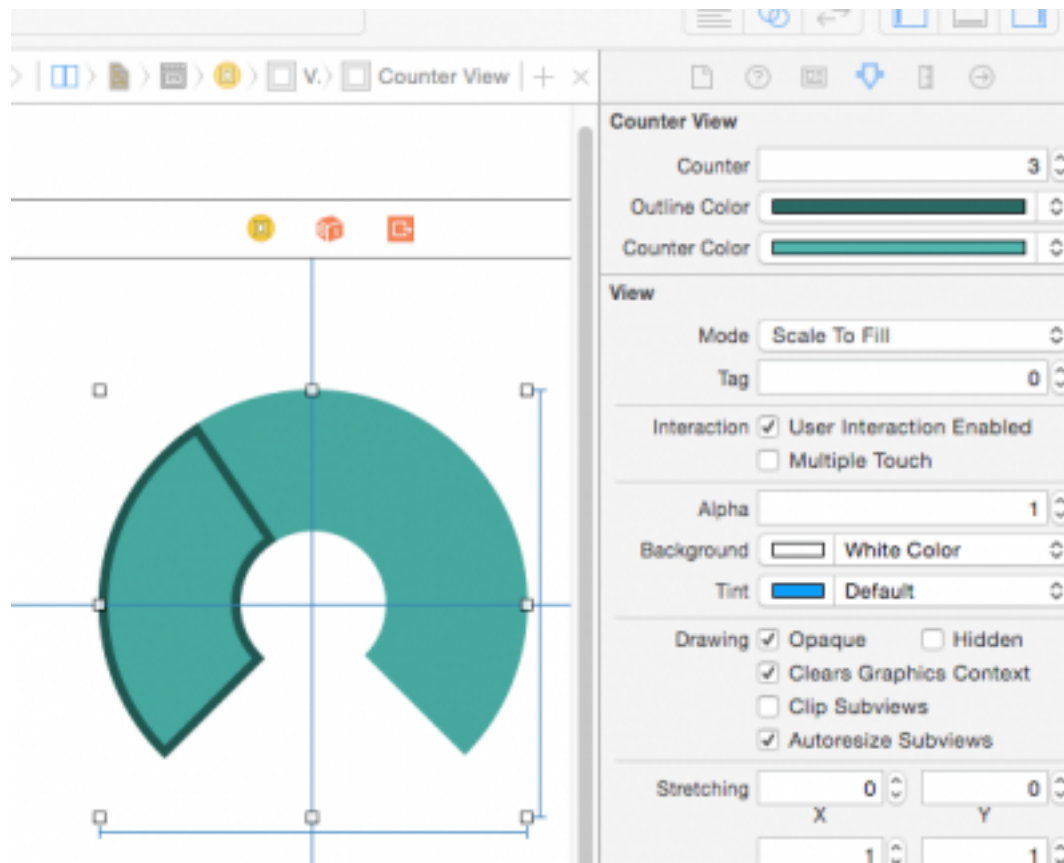 V.
Counter View
Counter View
Counter 3
Outline Color
Counter Color
View
Mode Scale To Fill
Tag 0
Interaction User Interaction Enabled
Multiple Touch
Alpha 1
Background White Color
Tint Default
Drawing Opaque Hidden
Clears Graphics Context
Clip Subviews
Autoresize Subviews
Stretching 0 0
X Y
1 1